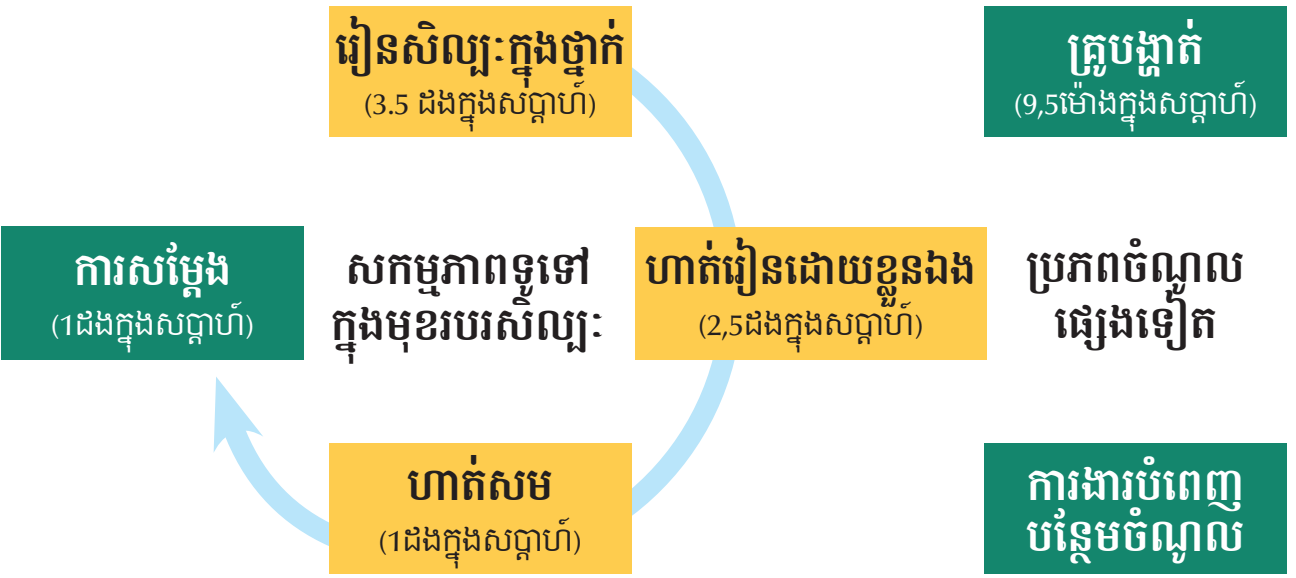 រៀនសិល្បៈក្នុងថ្នាក់
(3.5 ដងក្នុងសប្តាហ៍)
គ្រូបង្ហាត់
(9,5ម៉ោងក្នុងសប្តាហ៍)
ការសម្តែង
(1ដងក្នុងសប្តាហ៍)
សកម្មភាពទូទៅ
ក្នុងមុខរបរសិល្បៈ
ហាត់រៀនដោយខ្លួនឯង
(2,5ដងក្នុងសប្តាហ៍)
ប្រភពចំណូល
ផ្សេងទៀត
ហាត់សម
(1ដងក្នុងសប្តាហ៍)
ការងារបំពេញ
បន្ថែមចំណូល